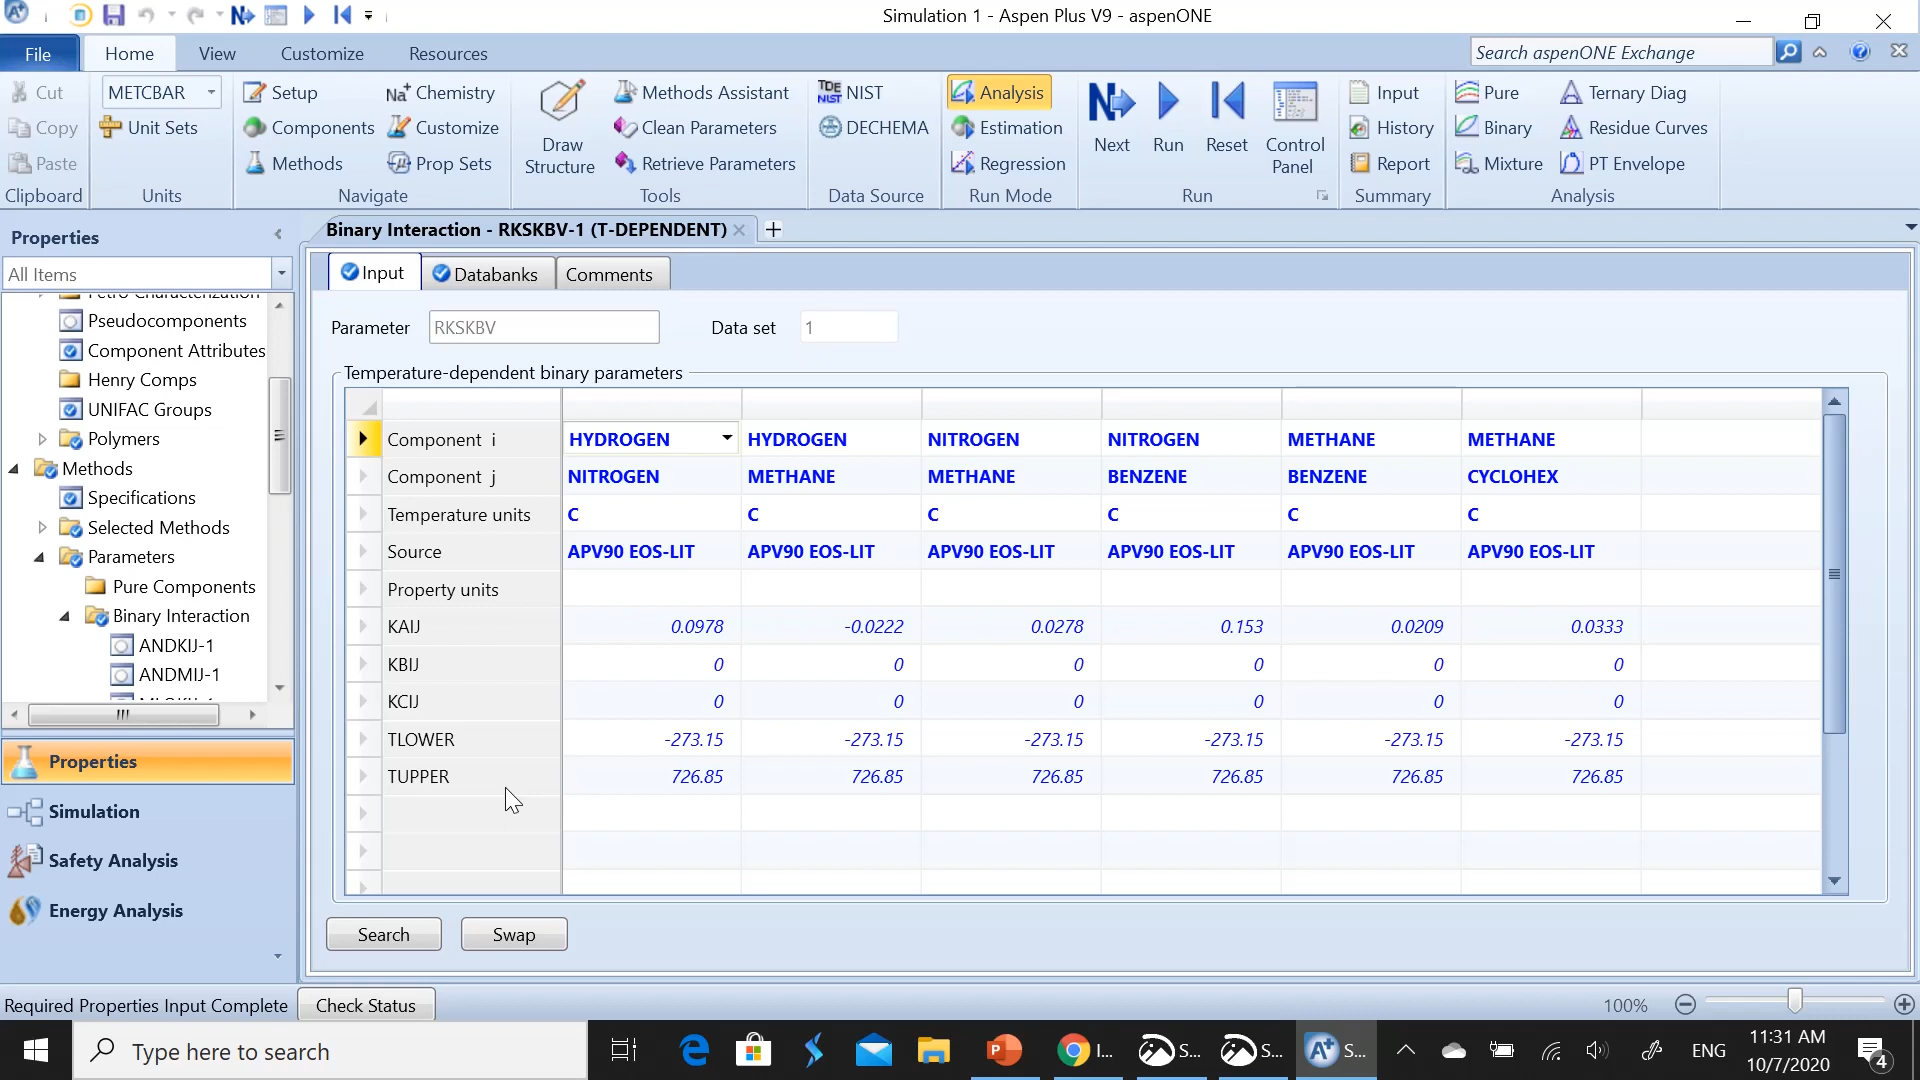 Simulation 1 - Aspen Plus V9 - aspenONE
File Home View Customize Resources
Search aspenONE Exchange
Cut
Copy
Paste
Clipboard
METCBAR
Unit Sets
Units
Setup
Components
Methods
Chemistry
Customize
Prop Sets
Navigate
Draw
Structure
Methods Assistant
Clean Parameters
Retrieve Parameters
Tools
NIST
DECHEMA
Data Source
Analysis
Estimation
Regression
Run Mode
Next
Run
Reset
Control
Panel
Run
Input
History
Report
Summary
Pure
Binary
Mixture
Ternary Diag
Residue Curves
PT Envelope
Analysis
Properties
All Items
Petro Characterization
Pseudocomponents
Component Attributes
Henry Comps
UNIFAC Groups
Polymers
Methods
Specifications
Selected Methods
Parameters
Pure Components
Binary Interaction
ANDKIJ-1
ANDMIJ-1
Properties
Simulation
Safety Analysis
Energy Analysis
Binary Interaction - RKSKBV-1 (T-DEPENDENT)
Input Databanks Comments
Parameter RKSKBV Data set 1
Temperature-dependent binary parameters
Component i HYDROGEN HYDROGEN NITROGEN NITROGEN METHANE METHANE
Component j NITROGEN METHANE METHANE BENZENE BENZENE CYCLOHEX
Temperature units C C C C C C
Source APV90 EOS-LIT APV90 EOS-LIT APV90 EOS-LIT APV90 EOS-LIT APV90 EOS-LIT APV90 EOS-LIT
Property units
KAIJ 0.0978 -0.0222 0.0278 0.153 0.0209 0.0333
KBIJ 0 0 0 0 0 0
KCIJ 0 0 0 0 0 0
TLOWER -273.15 -273.15 -273.15 -273.15 -273.15 -273.15
TUPPER 726.85 726.85 726.85 726.85 726.85 726.85
Search Swap
Required Properties Input Complete Check Status
100%
Type here to search
I...
S...
S...
S...
ENG
11:31 AM
10/7/2020
4